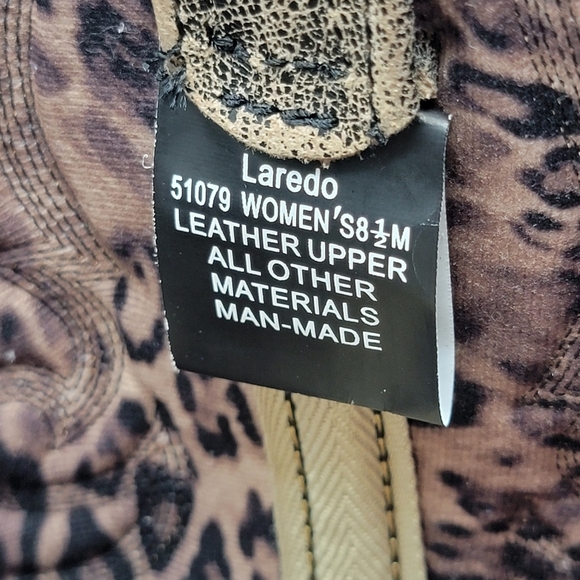 Laredo
51079 WOMEN'S8½M
LEATHER UPPER
ALL OTHER
MATERIALS
MAN-MADE